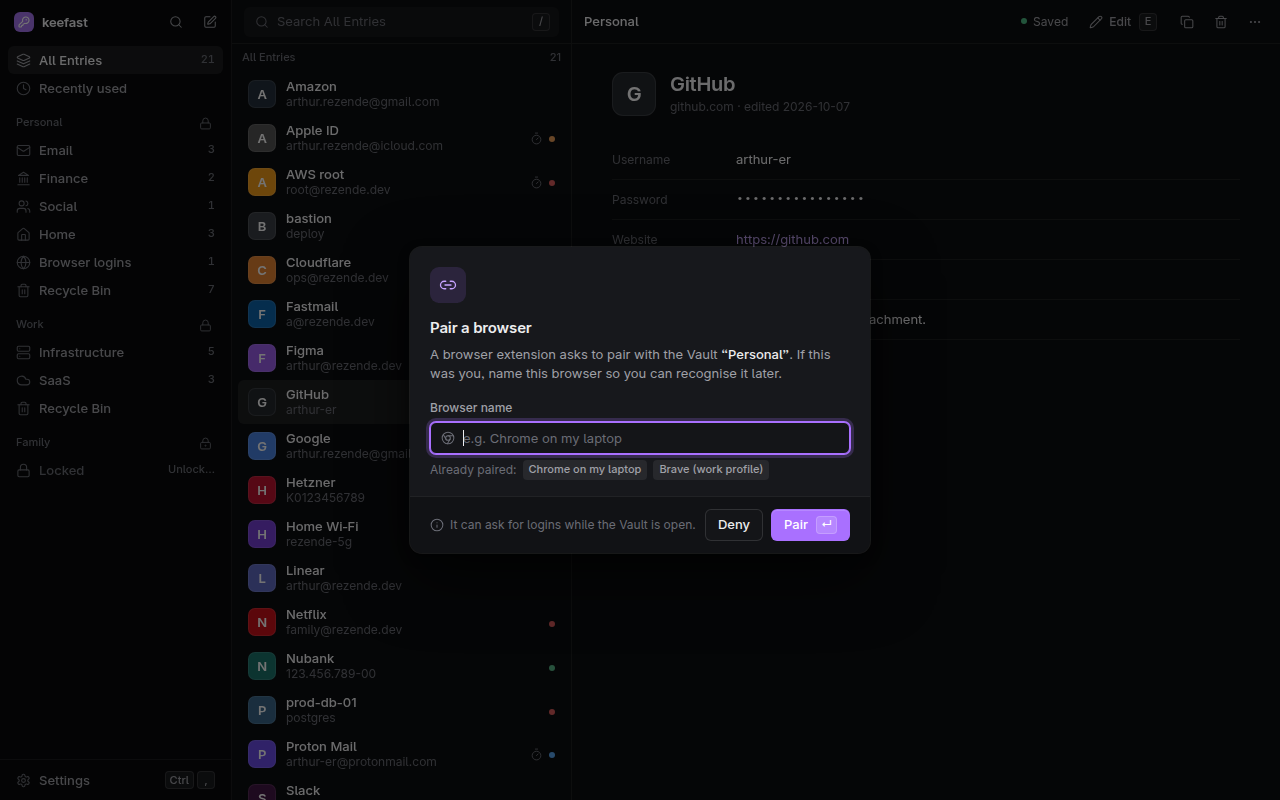 keefast
All Entries 21
Recently used
Personal
Email 3
Finance 2
Social 1
Home 3
Browser logins 1
Recycle Bin 7
Work
Infrastructure 5
SaaS 3
Recycle Bin
Family
Locked Unlock...
Settings Ctrl ,
Search All Entries /
All Entries 21
A Amazon
arthur.rezende@gmail.com
A Apple ID
arthur.rezende@icloud.com
A AWS root
root@rezende.dev
B bastion
deploy
C Cloudflare
ops@rezende.dev
F Fastmail
a@rezende.dev
F Figma
arthur@rezende.dev
G GitHub
arthur-er
G Google
arthur.rezende@gmail
H Hetzner
K0123456789
H Home Wi-Fi
rezende-5g
L Linear
arthur@rezende.dev
N Netflix
family@rezende.dev
N Nubank
123.456.789-00
P prod-db-01
postgres
P Proton Mail
arthur-er@protonmail.com
S Slack
Personal Saved Edit E
G GitHub
github.com · edited 2026-10-07
Username arthur-er
Password ••••••••••••••••
Website https://github.com
achment.
Pair a browser
A browser extension asks to pair with the Vault “Personal”. If this
was you, name this browser so you can recognise it later.
Browser name
e.g. Chrome on my laptop
Already paired: Chrome on my laptop Brave (work profile)
It can ask for logins while the Vault is open. Deny Pair